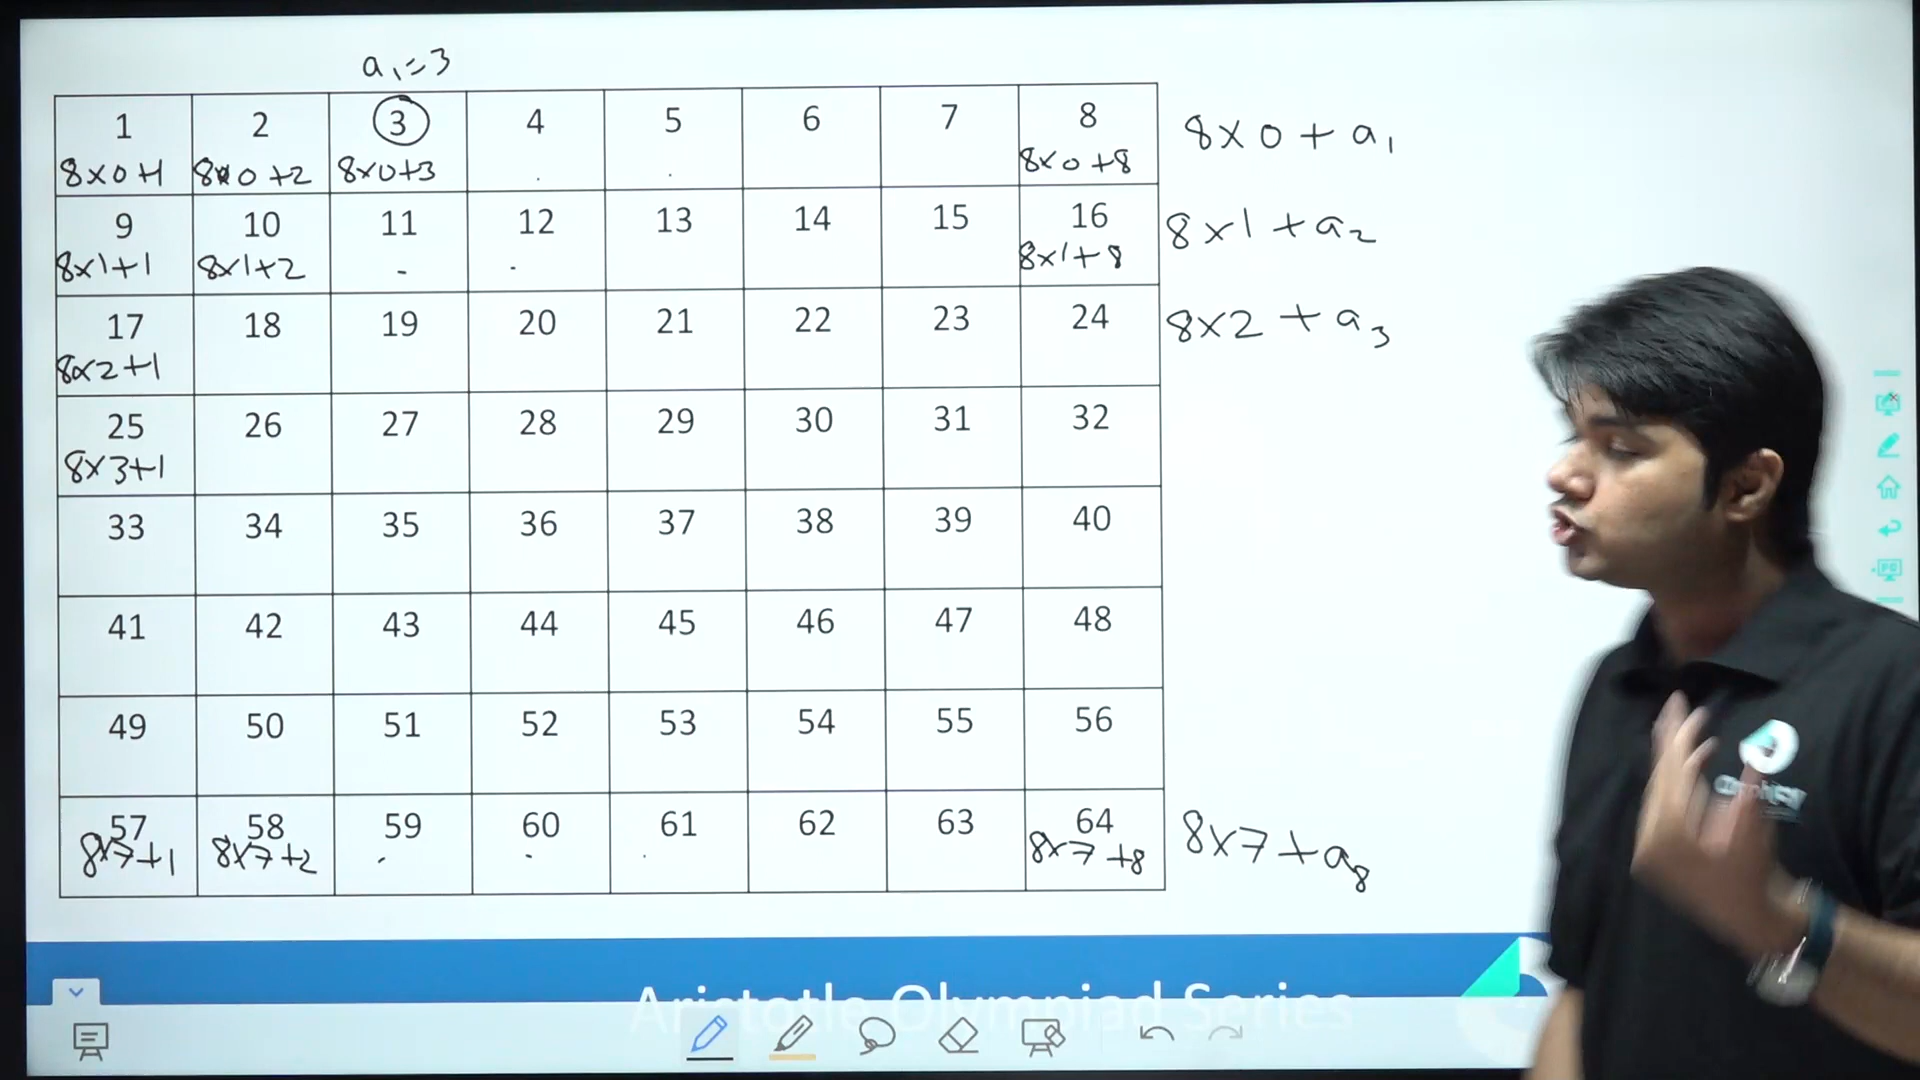 a₁=3
1 2 3 4 5 6 7 8
8×0+1 8×0+2 8×0+3 8×0+8 8×0+a₁
9 10 11 12 13 14 15 16
8×1+1 8×1+2 8×1+8 8×1+a₂
17 18 19 20 21 22 23 24
8×2+1 8×2+a₃
25 26 27 28 29 30 31 32
8×3+1
33 34 35 36 37 38 39 40
41 42 43 44 45 46 47 48
49 50 51 52 53 54 55 56
57 58 59 60 61 62 63 64
8×7+1 8×7+2 8×7+8 8×7+a₈
Aristotle Olympiad Series